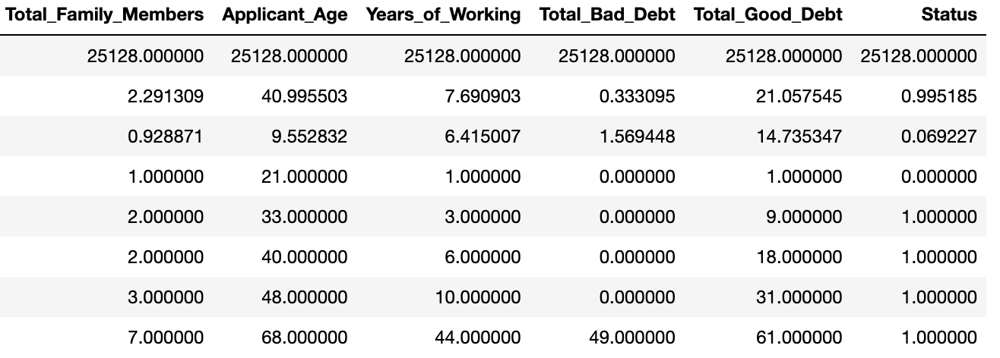 Total_Family_Members Applicant_Age Years_of_Working Total_Bad_Debt Total_Good_Debt Status
25128.000000 25128.000000 25128.000000 25128.000000 25128.000000 25128.000000
2.291309 40.995503 7.690903 0.333095 21.057545 0.995185
0.928871 9.552832 6.415007 1.569448 14.735347 0.069227
1.000000 21.000000 1.000000 0.000000 1.000000 0.000000
2.000000 33.000000 3.000000 0.000000 9.000000 1.000000
2.000000 40.000000 6.000000 0.000000 18.000000 1.000000
3.000000 48.000000 10.000000 0.000000 31.000000 1.000000
7.000000 68.000000 44.000000 49.000000 61.000000 1.000000